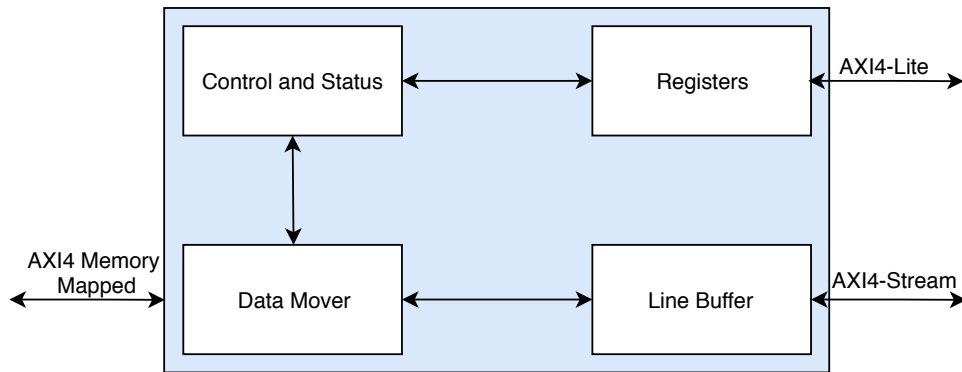 Control and Status
Registers
AXI4-Lite
AXI4 Memory
Mapped
Data Mover
Line Buffer
AXI4-Stream